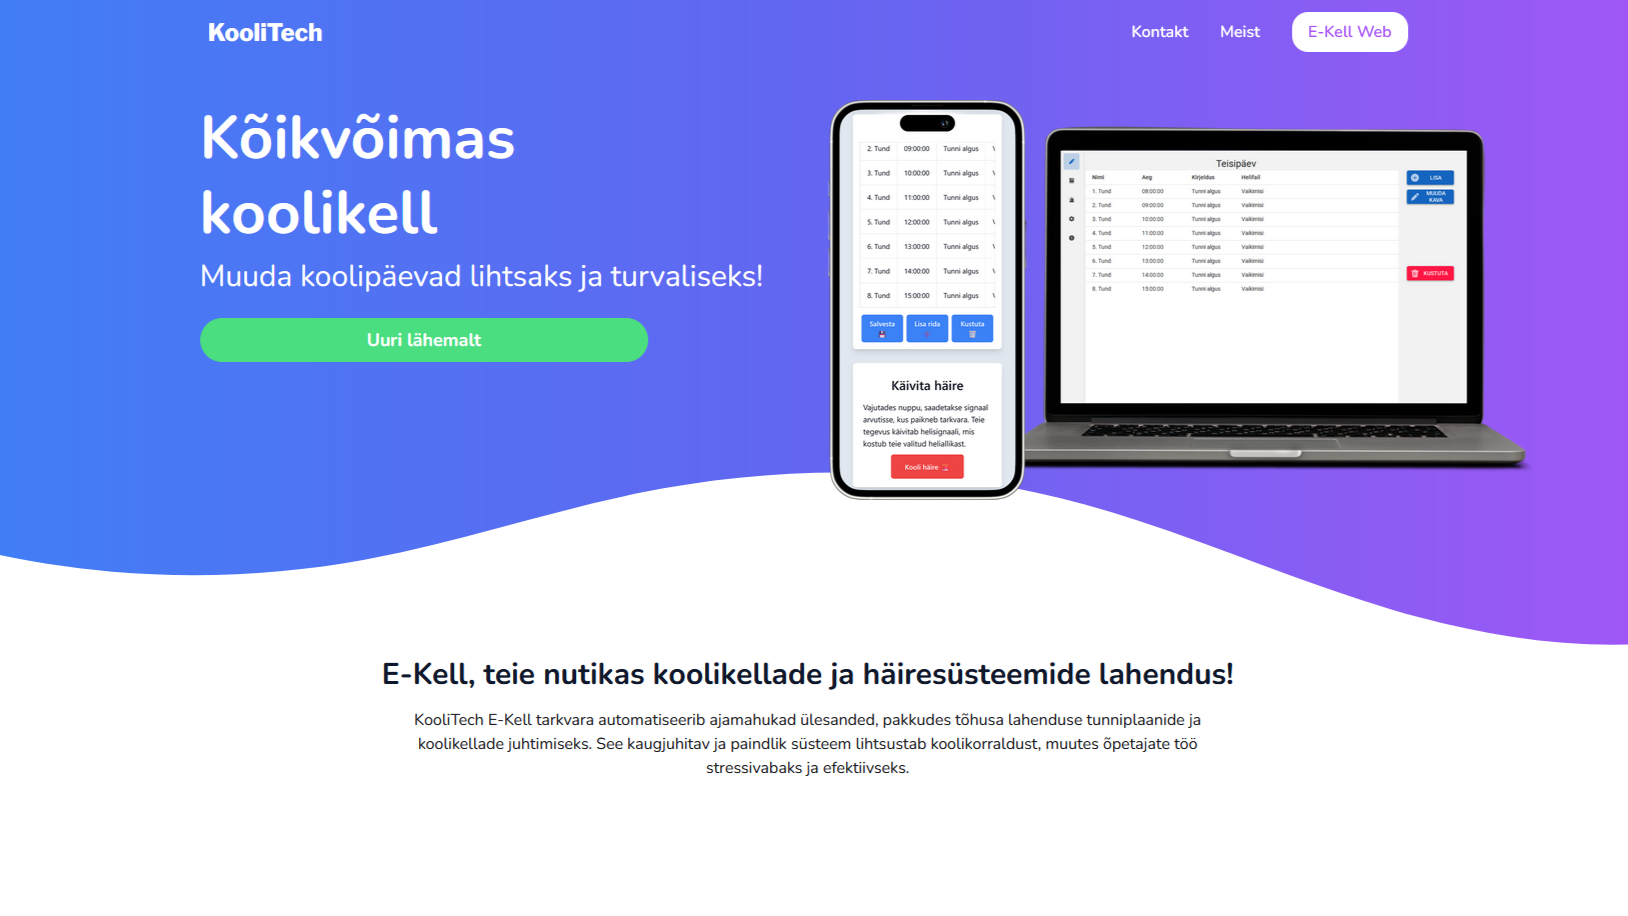 KooliTech
Kontakt
Meist
E-Kell Web
Kõikvõimas
koolikell
Muuda koolipäevad lihtsaks ja turvaliseks!
Uuri lähemalt
2. Tund 09:00:00 Tunni algus
3. Tund 10:00:00 Tunni algus
4. Tund 11:00:00 Tunni algus
5. Tund 12:00:00 Tunni algus
6. Tund 13:00:00 Tunni algus
7. Tund 14:00:00 Tunni algus
8. Tund 15:00:00 Tunni algus
Salvesta
Lisa rida
Kustuta
Käivita häire
Vajutades nuppu, saadetakse signaal
arvutisse, kus paikneb tarkvara. Teie
tegevus käivitab helisignaali, mis
kostub teie valitud heliallikast.
Kooli häire
Teisipäev
Nimi Aeg Kirjeldus Helifail
1. Tund 08:00:00 Tunni algus Vaikimisi
2. Tund 09:00:00 Tunni algus Vaikimisi
3. Tund 10:00:00 Tunni algus Vaikimisi
4. Tund 11:00:00 Tunni algus Vaikimisi
5. Tund 12:00:00 Tunni algus Vaikimisi
6. Tund 13:00:00 Tunni algus Vaikimisi
7. Tund 14:00:00 Tunni algus Vaikimisi
8. Tund 15:00:00 Tunni algus Vaikimisi
LISA
MUUDA
KAVA
KUSTUTA
E-Kell, teie nutikas koolikellade ja häiresüsteemide lahendus!
KooliTech E-Kell tarkvara automatiseerib ajamahukad ülesanded, pakkudes tõhusa lahenduse tunniplaanide ja
koolikellade juhtimiseks. See kaugjuhitav ja paindlik süsteem lihtsustab koolikorraldust, muutes õpetajate töö
stressivabaks ja efektiivseks.